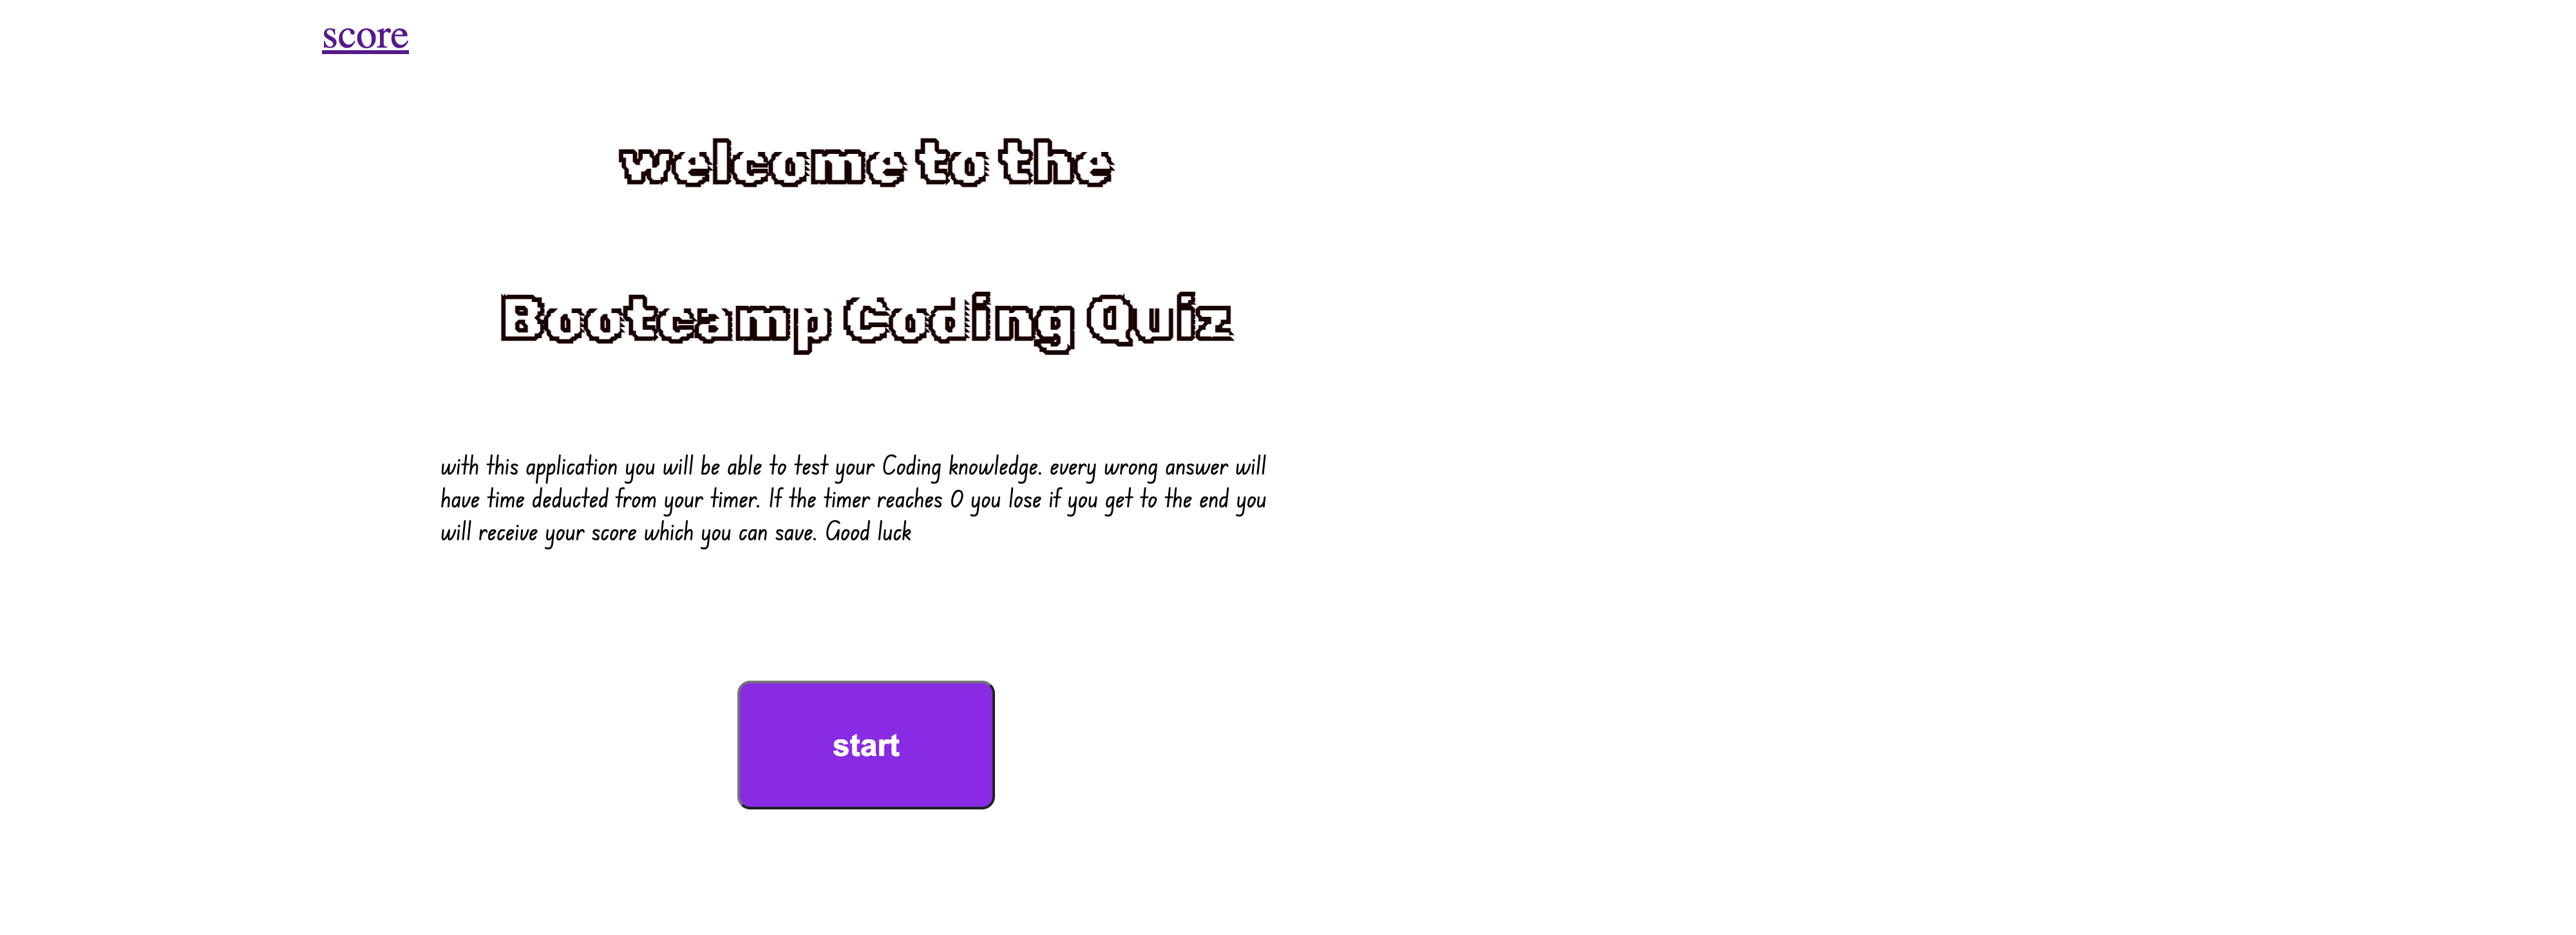 score
welcome to the
Bootcamp Coding Quiz
with this application you will be able to test your Coding knowledge. every wrong answer will
have time deducted from your timer. If the timer reaches 0 you lose if you get to the end you
will receive your score which you can save. Good luck
start